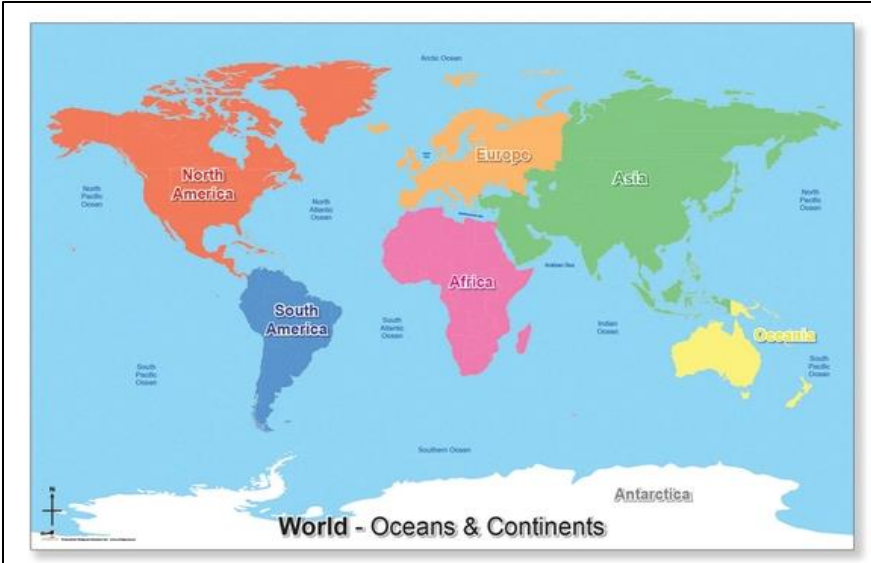 Arctic Ocean
Europe
North
America
Asia
North
Pacific
Ocean
North
Atlantic
Ocean
North
Pacific
Ocean
Arabian Sea
Africa
South
America
South
Atlantic
Ocean
Indian
Ocean
Oceania
South
Pacific
Ocean
South
Pacific
Ocean
Southern Ocean
N
Antarctica
World - Oceans & Continents